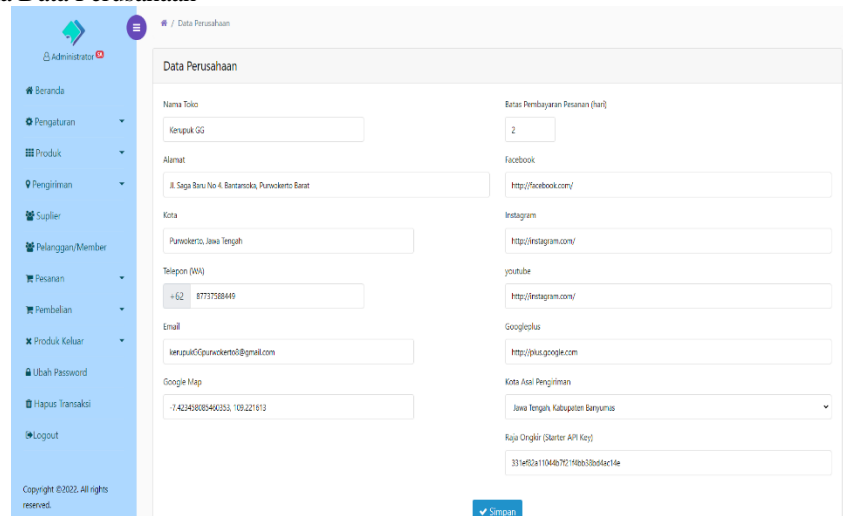 a Data Perusahaan
/ Data Perusahaan
Administrator
Beranda
Pengaturan
Produk
Pengiriman
Suplier
Pelanggan/Member
Pesanan
Pembelian
Produk Keluar
Ubah Password
Hapus Transaksi
Logout
Copyright ©2022. All rights
reserved.
Data Perusahaan
Nama Toko
Kerupuk GG
Alamat
Jl. Saga Baru No 4. Bantarsoka, Purwokerto Barat
Kota
Purwokerto, Jawa Tengah
Telepon (WA)
+62 87737588449
Email
kerupukGGpurwokerto8@gmail.com
Google Map
-7.423458085460353, 109.221613
Batas Pembayaran Pesanan (hari)
2
Facebook
http://facebook.com/
Instagram
http://instagram.com/
youtube
http://instagram.com/
Googleplus
http://plus.google.com
Kota Asal Pengiriman
Jawa Tengah, Kabupaten Banyumas
Raja Ongkir (Starter API Key)
331ef82a11044b7f21f4bb38bd4ac14e
Simpan